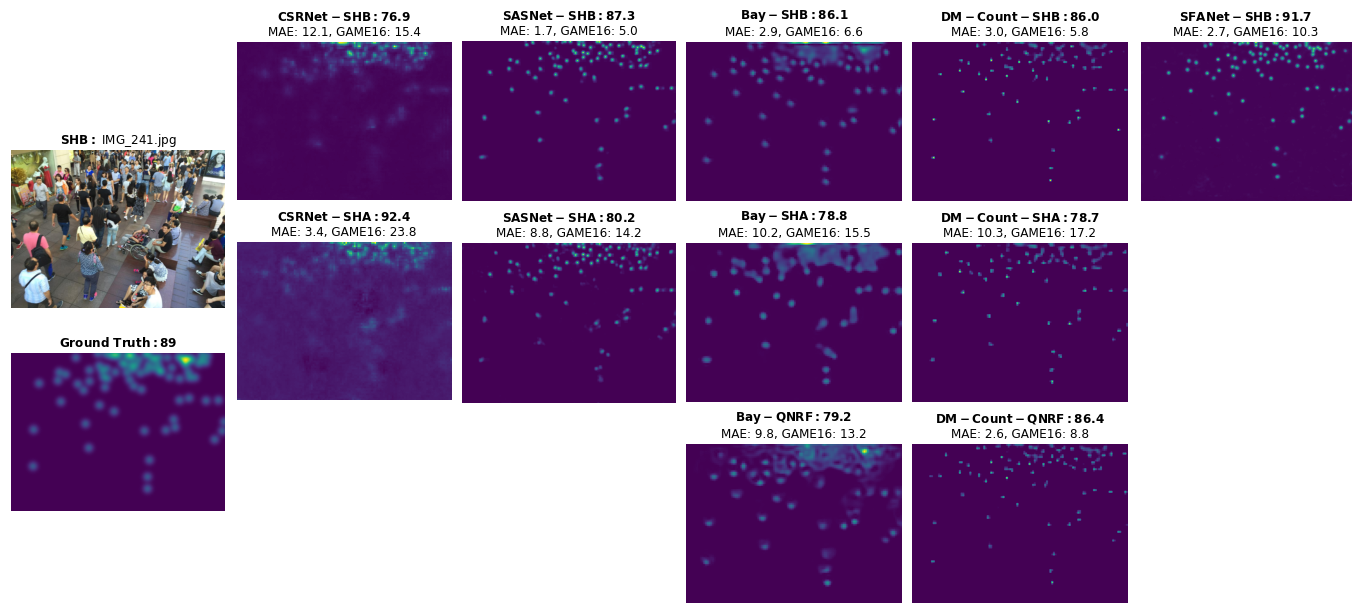 CSRNet−SHB: 76.9
MAE: 12.1, GAME16: 15.4
SASNet−SHB: 87.3
MAE: 1.7, GAME16: 5.0
Bay−SHB: 86.1
MAE: 2.9, GAME16: 6.6
DM−Count−SHB: 86.0
MAE: 3.0, GAME16: 5.8
SFANet−SHB: 91.7
MAE: 2.7, GAME16: 10.3
SHB: IMG_241.jpg
CSRNet−SHA: 92.4
MAE: 3.4, GAME16: 23.8
SASNet−SHA: 80.2
MAE: 8.8, GAME16: 14.2
Bay−SHA: 78.8
MAE: 10.2, GAME16: 15.5
DM−Count−SHA: 78.7
MAE: 10.3, GAME16: 17.2
Ground Truth: 89
Bay−QNRF: 79.2
MAE: 9.8, GAME16: 13.2
DM−Count−QNRF: 86.4
MAE: 2.6, GAME16: 8.8